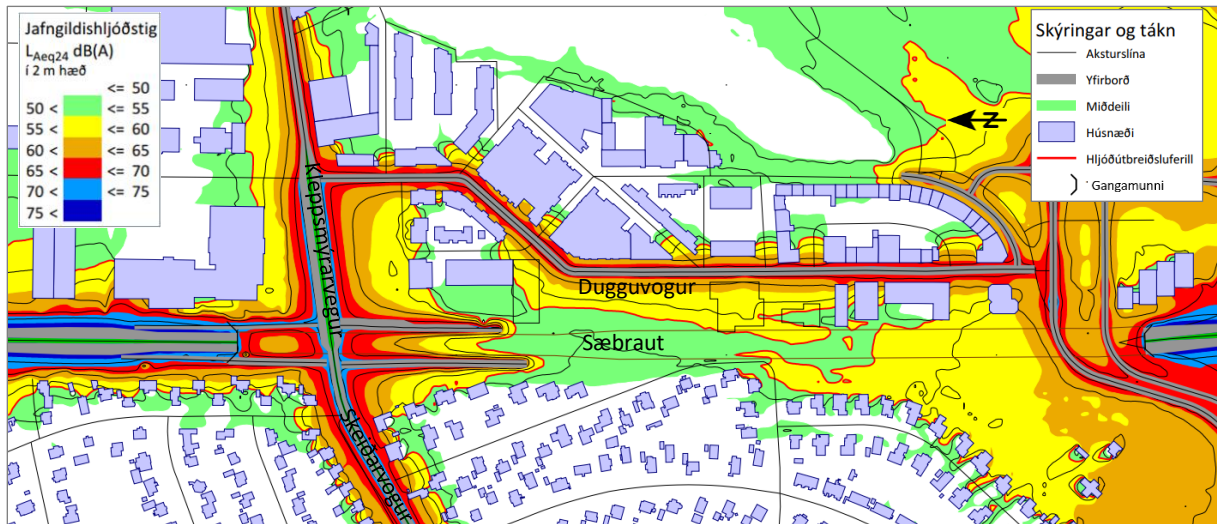 Jafngildishljóðstig
L Aeq24 dB(A)
í 2 m hæð
<= 50
50 < <= 55
55 < <= 60
60 < <= 65
65 < <= 70
70 < <= 75
75 <
Skýringar og tákn
Aksturslína
Yfirborð
Miðdeili
Húsnæði
Hljóðútbreiðsluferill
Gangamunni
N
Kleppsmýrarvegur
Dugguvogur
Sæbraut
Skeiðarvogur